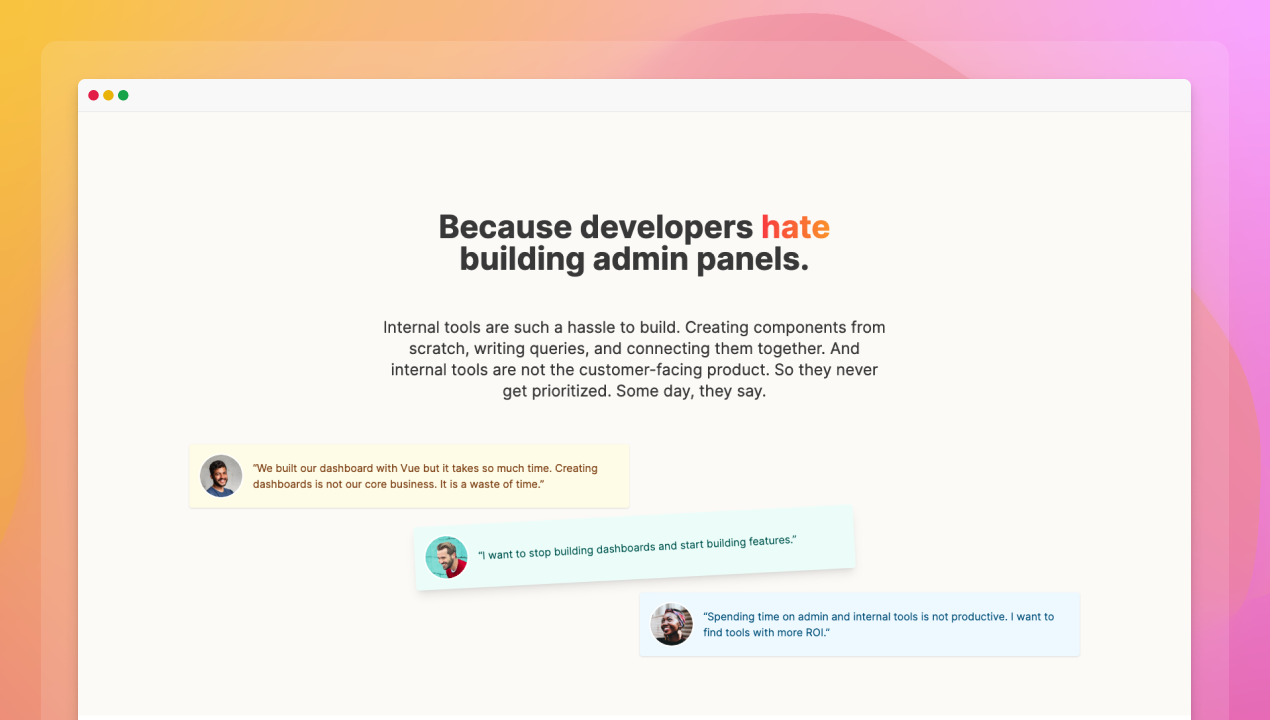 Because developers hate
building admin panels.
Internal tools are such a hassle to build. Creating components from
scratch, writing queries, and connecting them together. And
internal tools are not the customer-facing product. So they never
get prioritized. Some day, they say.
“We built our dashboard with Vue but it takes so much time. Creating
dashboards is not our core business. It is a waste of time.”
“I want to stop building dashboards and start building features.”
“Spending time on admin and internal tools is not productive. I want to
find tools with more ROI.”